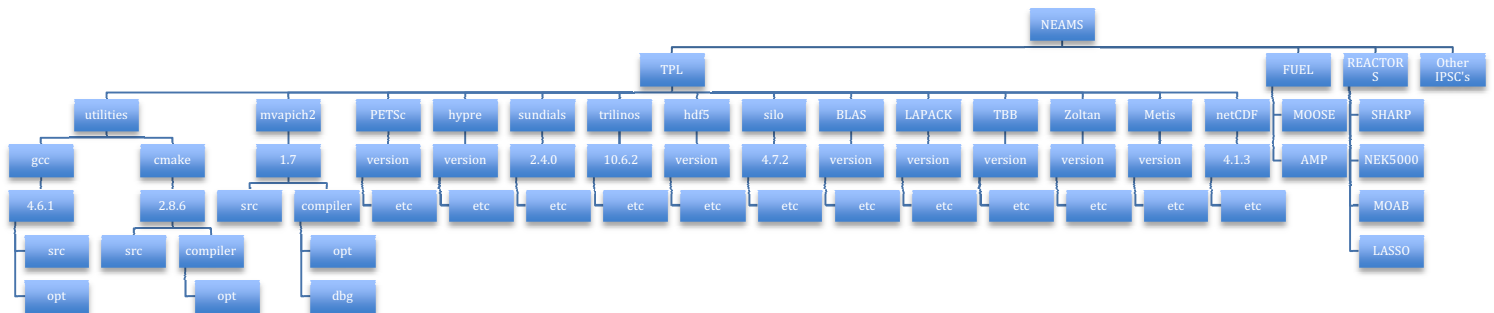 NEAMS
TPL
FUEL
REACTOR
S
Other
IPSC's
utilities
mvapich2
PETSc
hypre
sundials
trilinos
hdf5
silo
BLAS
LAPACK
TBB
Zoltan
Metis
netCDF
MOOSE
SHARP
gcc
cmake
1.7
version
version
2.4.0
10.6.2
version
4.7.2
version
version
version
version
version
4.1.3
AMP
NEK5000
4.6.1
2.8.6
src
compiler
etc
etc
etc
etc
etc
etc
etc
etc
etc
etc
etc
etc
MOAB
src
src
compiler
opt
LASSO
opt
opt
dbg